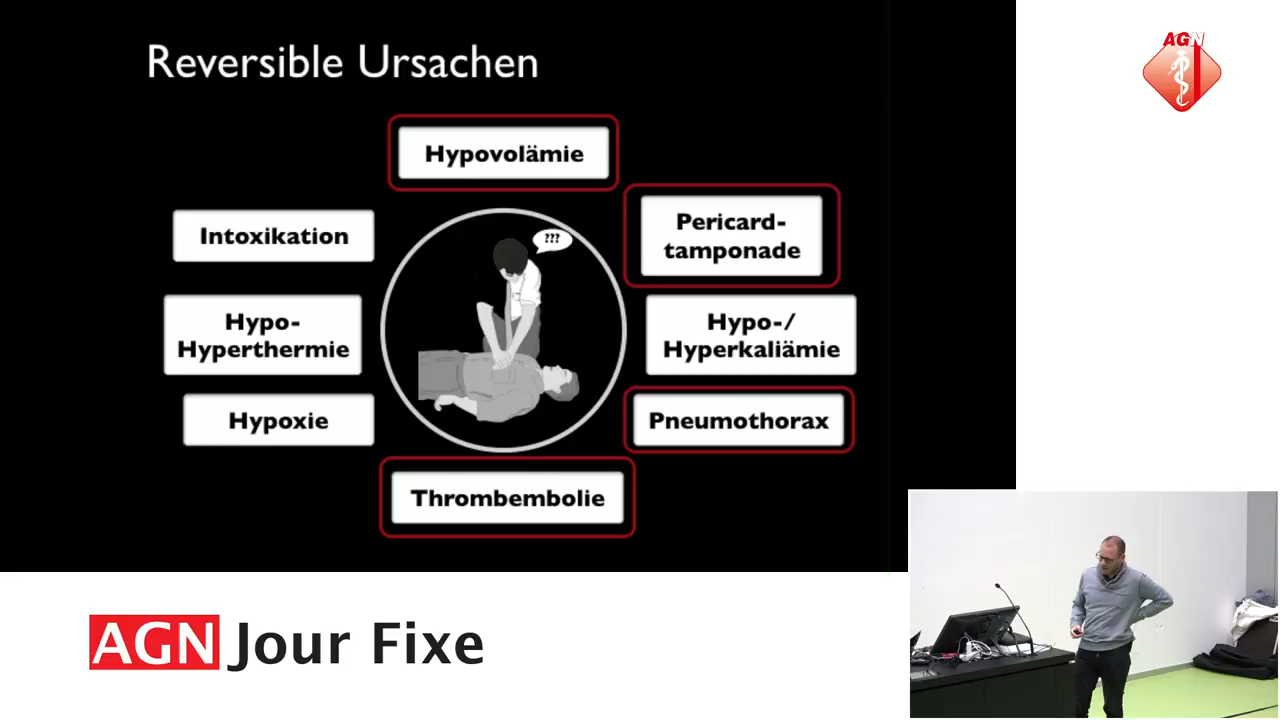 Reversible Ursachen
AGN
Hypovolämie
Intoxikation
Pericard-
tamponade
???
Hypo-
Hyperthermie
Hypo-/
Hyperkaliämie
Hypoxie
Pneumothorax
Thrombembolie
AGN Jour Fixe